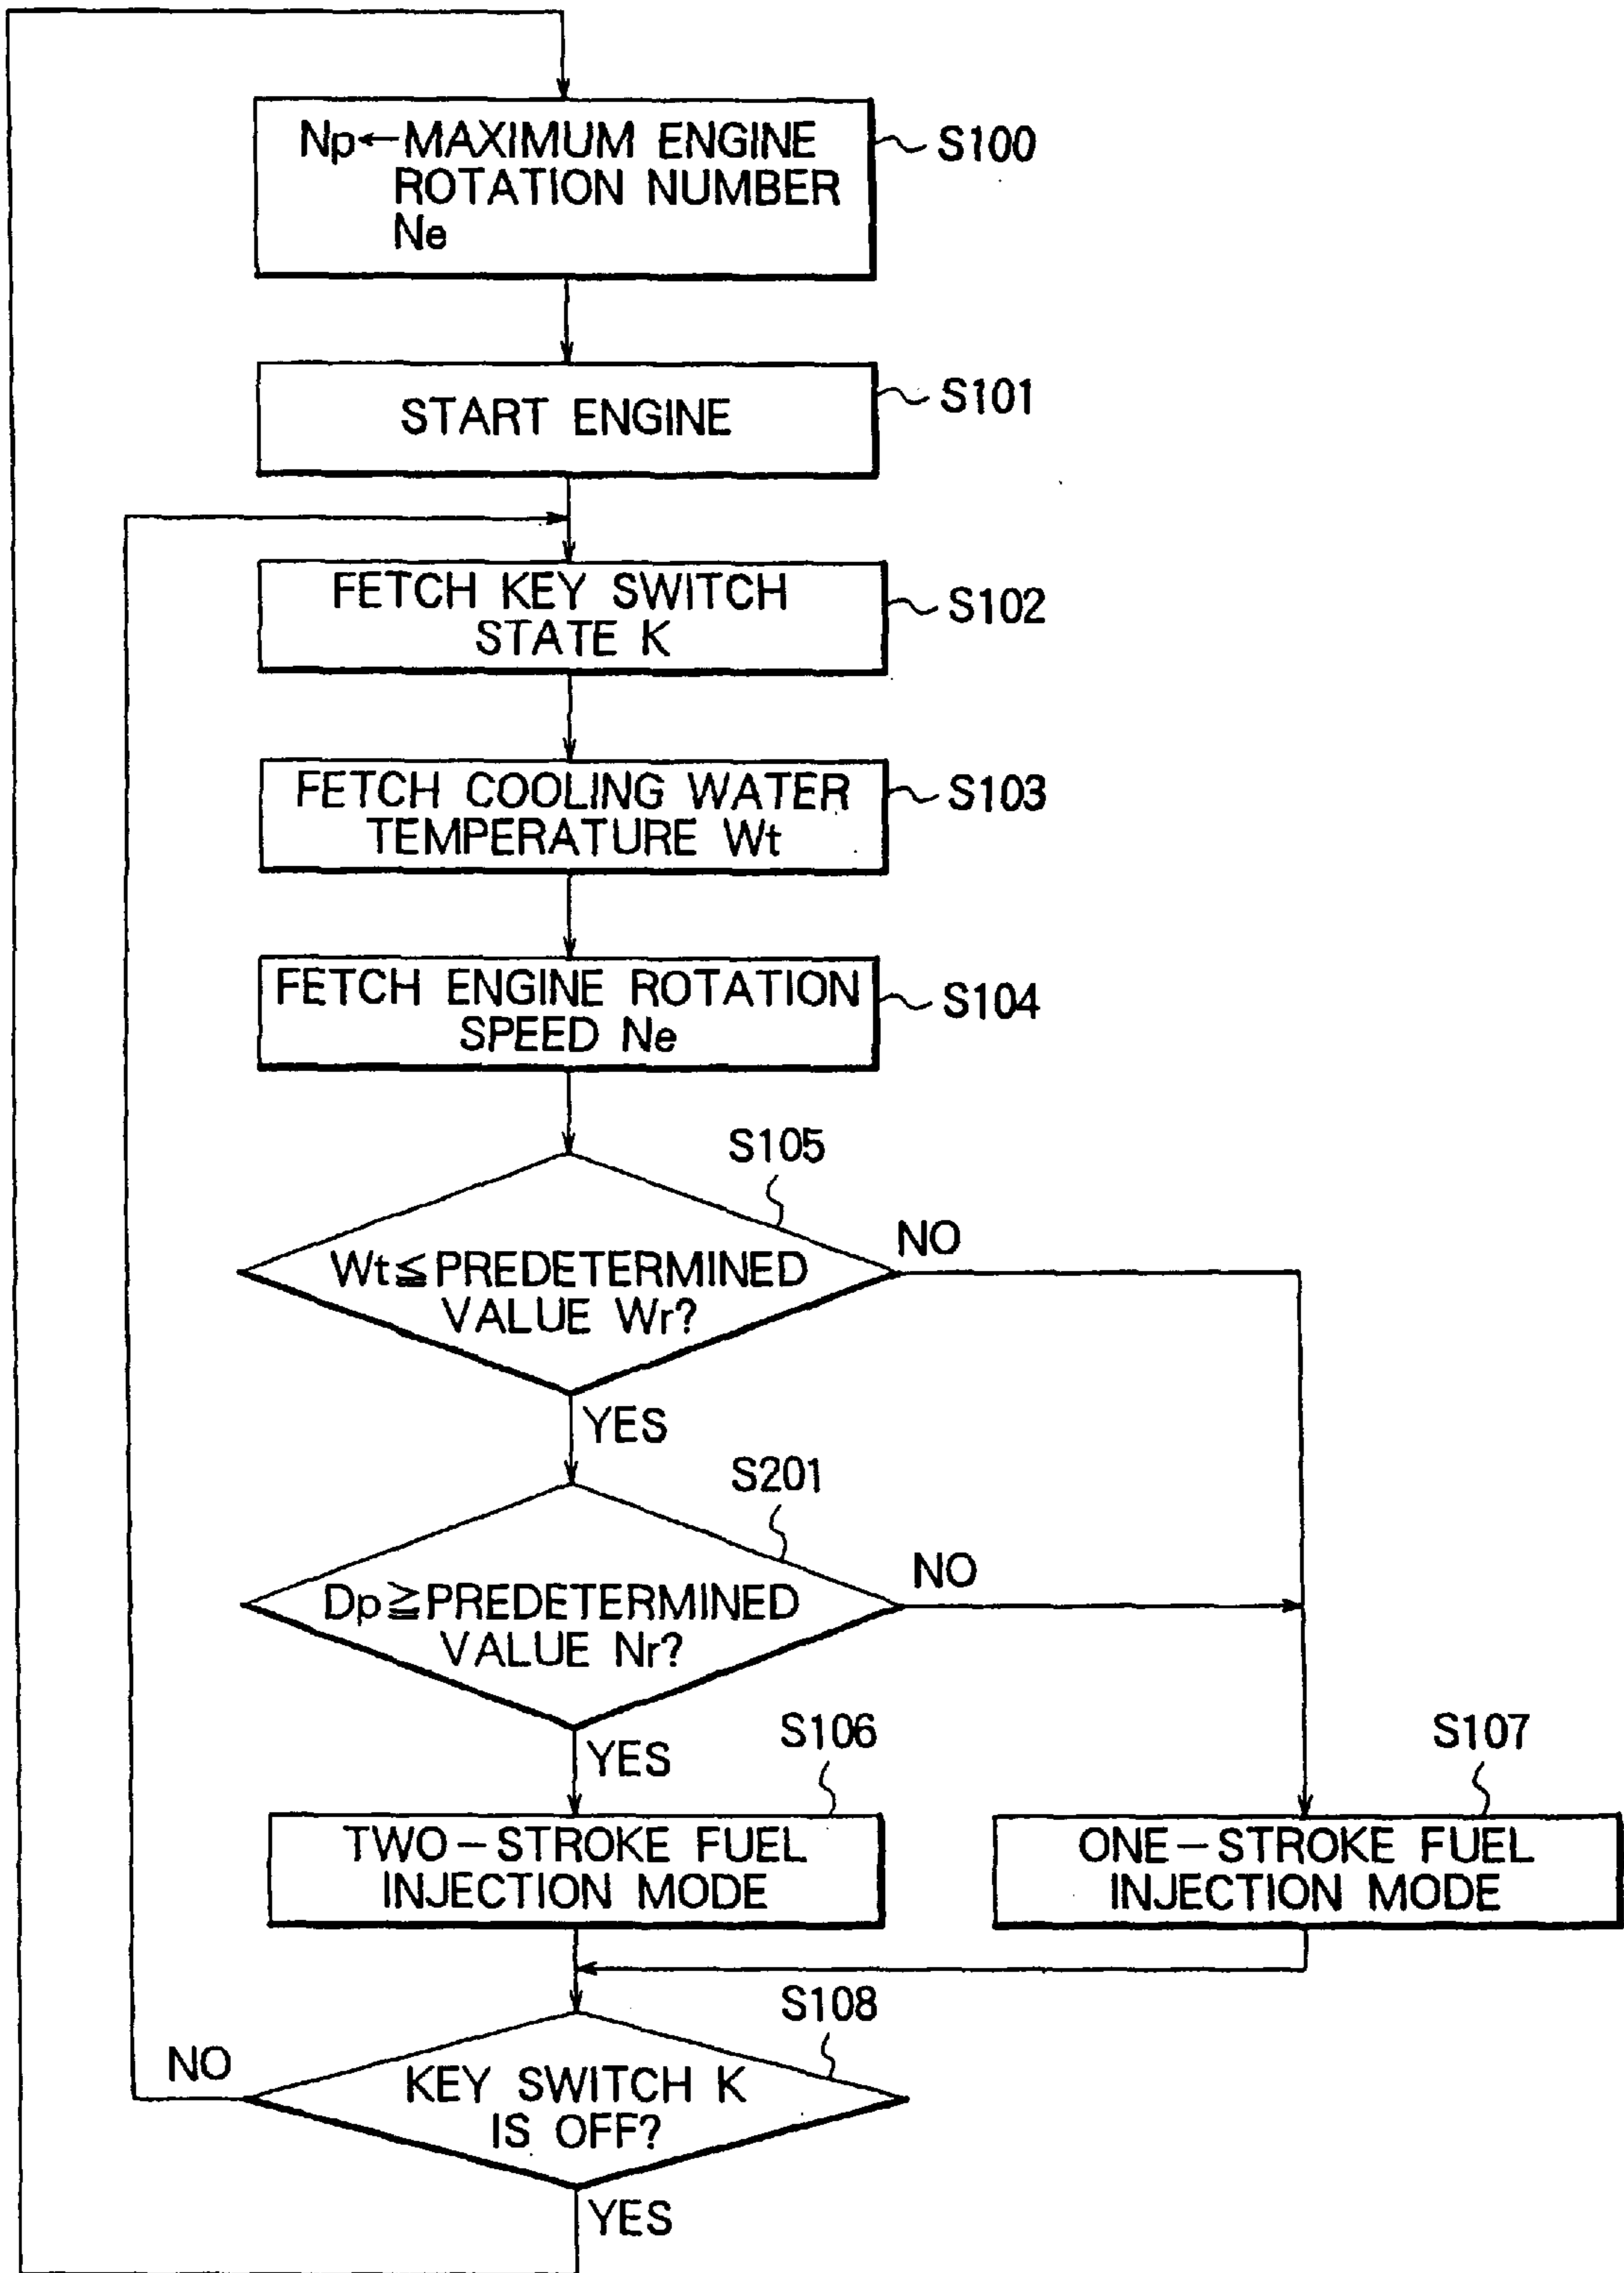 Np←MAXIMUM ENGINE
ROTATION NUMBER
Ne
S100
START ENGINE
S101
FETCH KEY SWITCH
STATE K
S102
FETCH COOLING WATER
TEMPERATURE Wt
S103
FETCH ENGINE ROTATION
SPEED Ne
S104
S105
Wt≦PREDETERMINED
VALUE Wr?
NO
YES
S201
Dp≧PREDETERMINED
VALUE Nr?
NO
YES
S106
TWO-STROKE FUEL
INJECTION MODE
S107
ONE-STROKE FUEL
INJECTION MODE
S108
KEY SWITCH K
IS OFF?
NO
YES